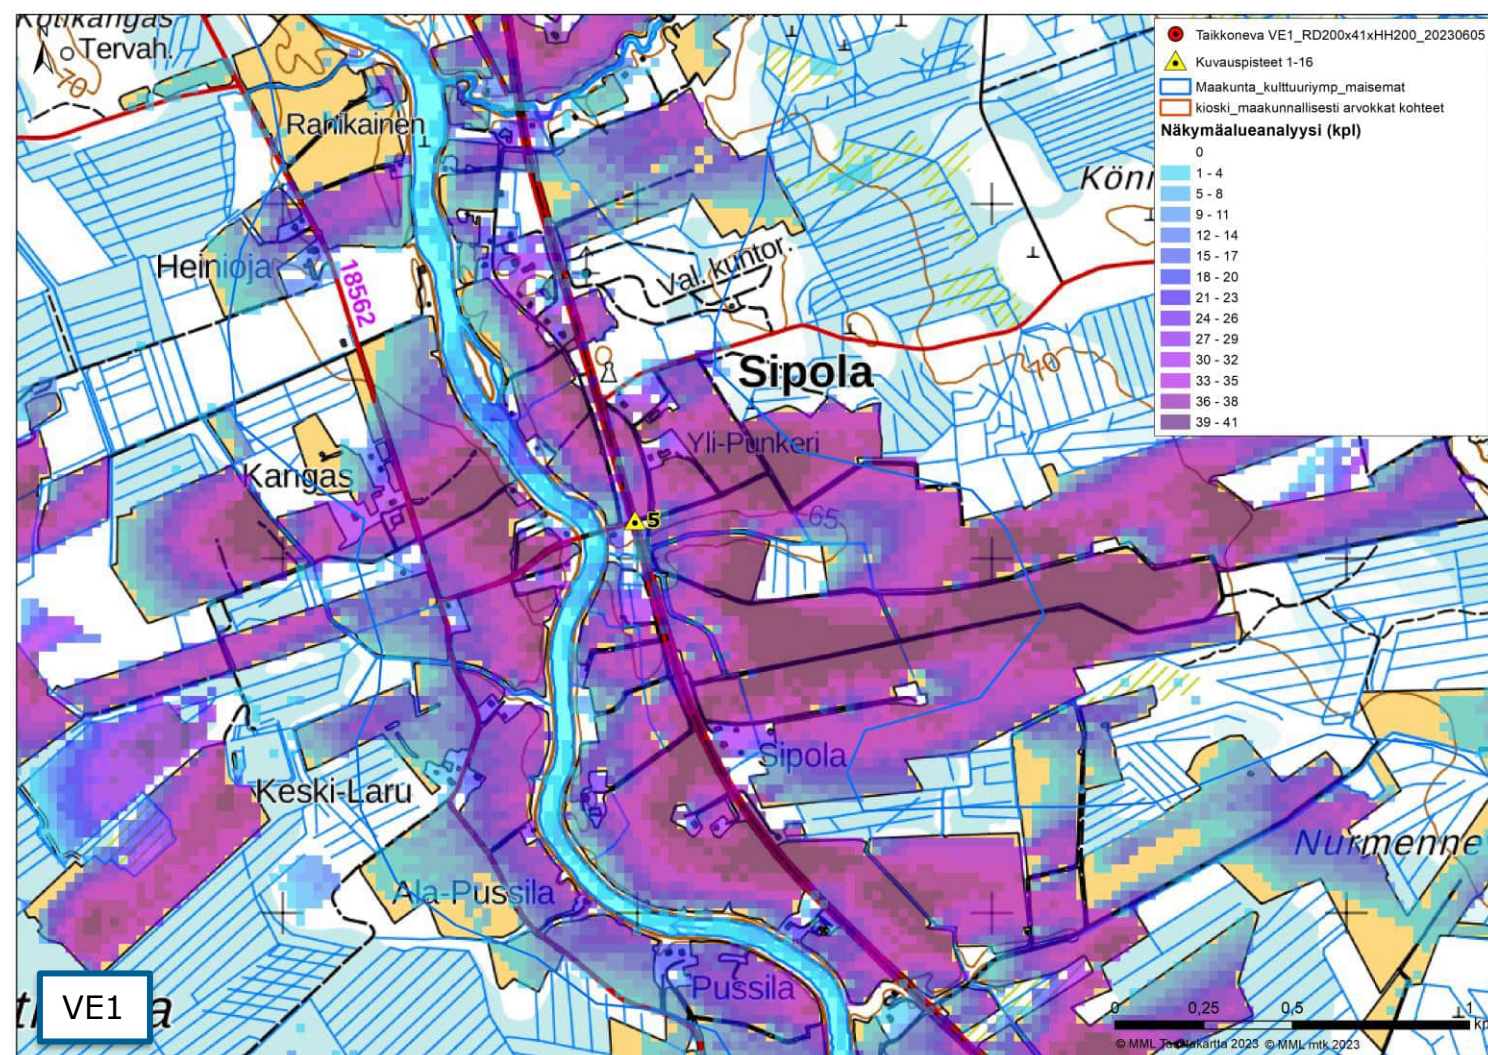 Kotikangas
Tervah.
70
Rahikainen
Heinioja
18562
Val. kuntor.
70
Sipola
Yli-Punkeri
Kangas
5
65
Sipola
Keski-Laru
Nurmenne
Ala-Pussila
Pussila
VE1
Taikkoneva VE1_RD200x41xHH200_20230605
Kuvauspisteet 1-16
Maakunta_kulttuuriymp_maisemat
kioski_maakunnallisesti arvokkat kohteet
Näkymäalueanalyysi (kpl)
0
1 - 4
5 - 8
9 - 11
12 - 14
15 - 17
18 - 20
21 - 23
24 - 26
27 - 29
30 - 32
33 - 35
36 - 38
39 - 41
0 0,25 0,5 1
© MML Taustakartta 2023 © MML mtk 2023